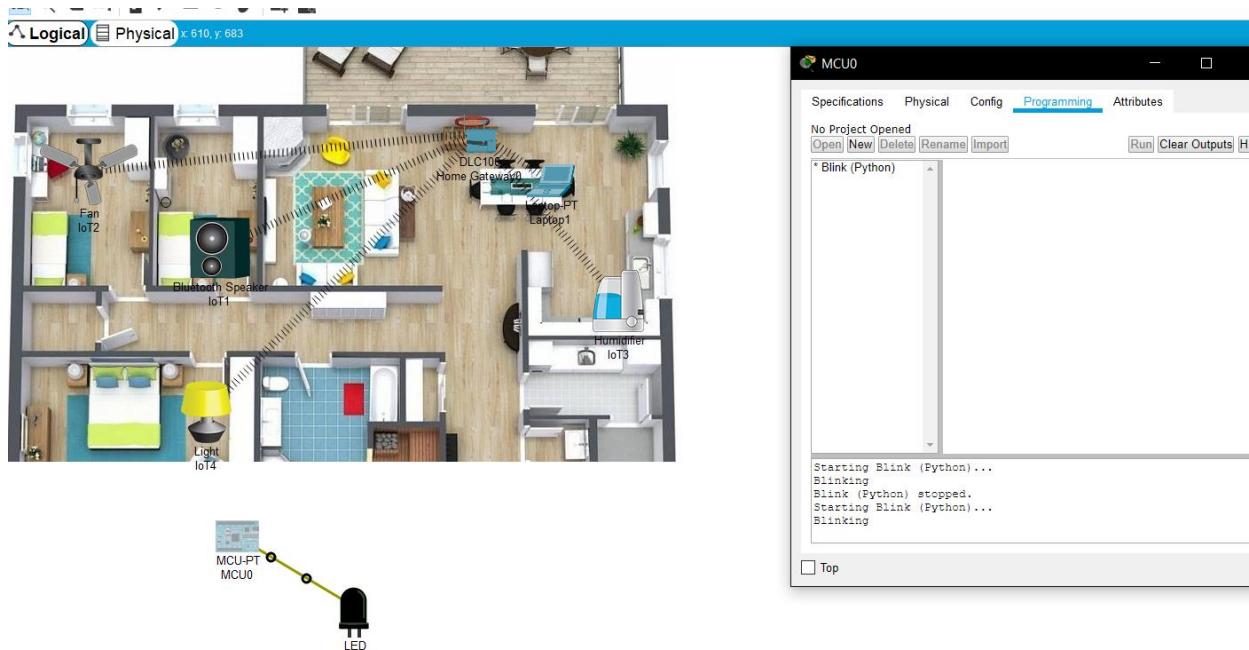 Logical Physical x: 610, y: 683
MCU0
Specifications Physical Config Programming Attributes
No Project Opened
Open New Delete Rename Import Run Clear Outputs H
* Blink (Python)
Starting Blink (Python)...
Blinking
Blink (Python) stopped.
Starting Blink (Python)...
Blinking
Top
DLC100
Home Gateway0
Laptop-PT
Laptop1
Fan
IoT2
Bluetooth Speaker
IoT1
Humidifier
IoT3
Light
IoT4
MCU-PT
MCU0
LED